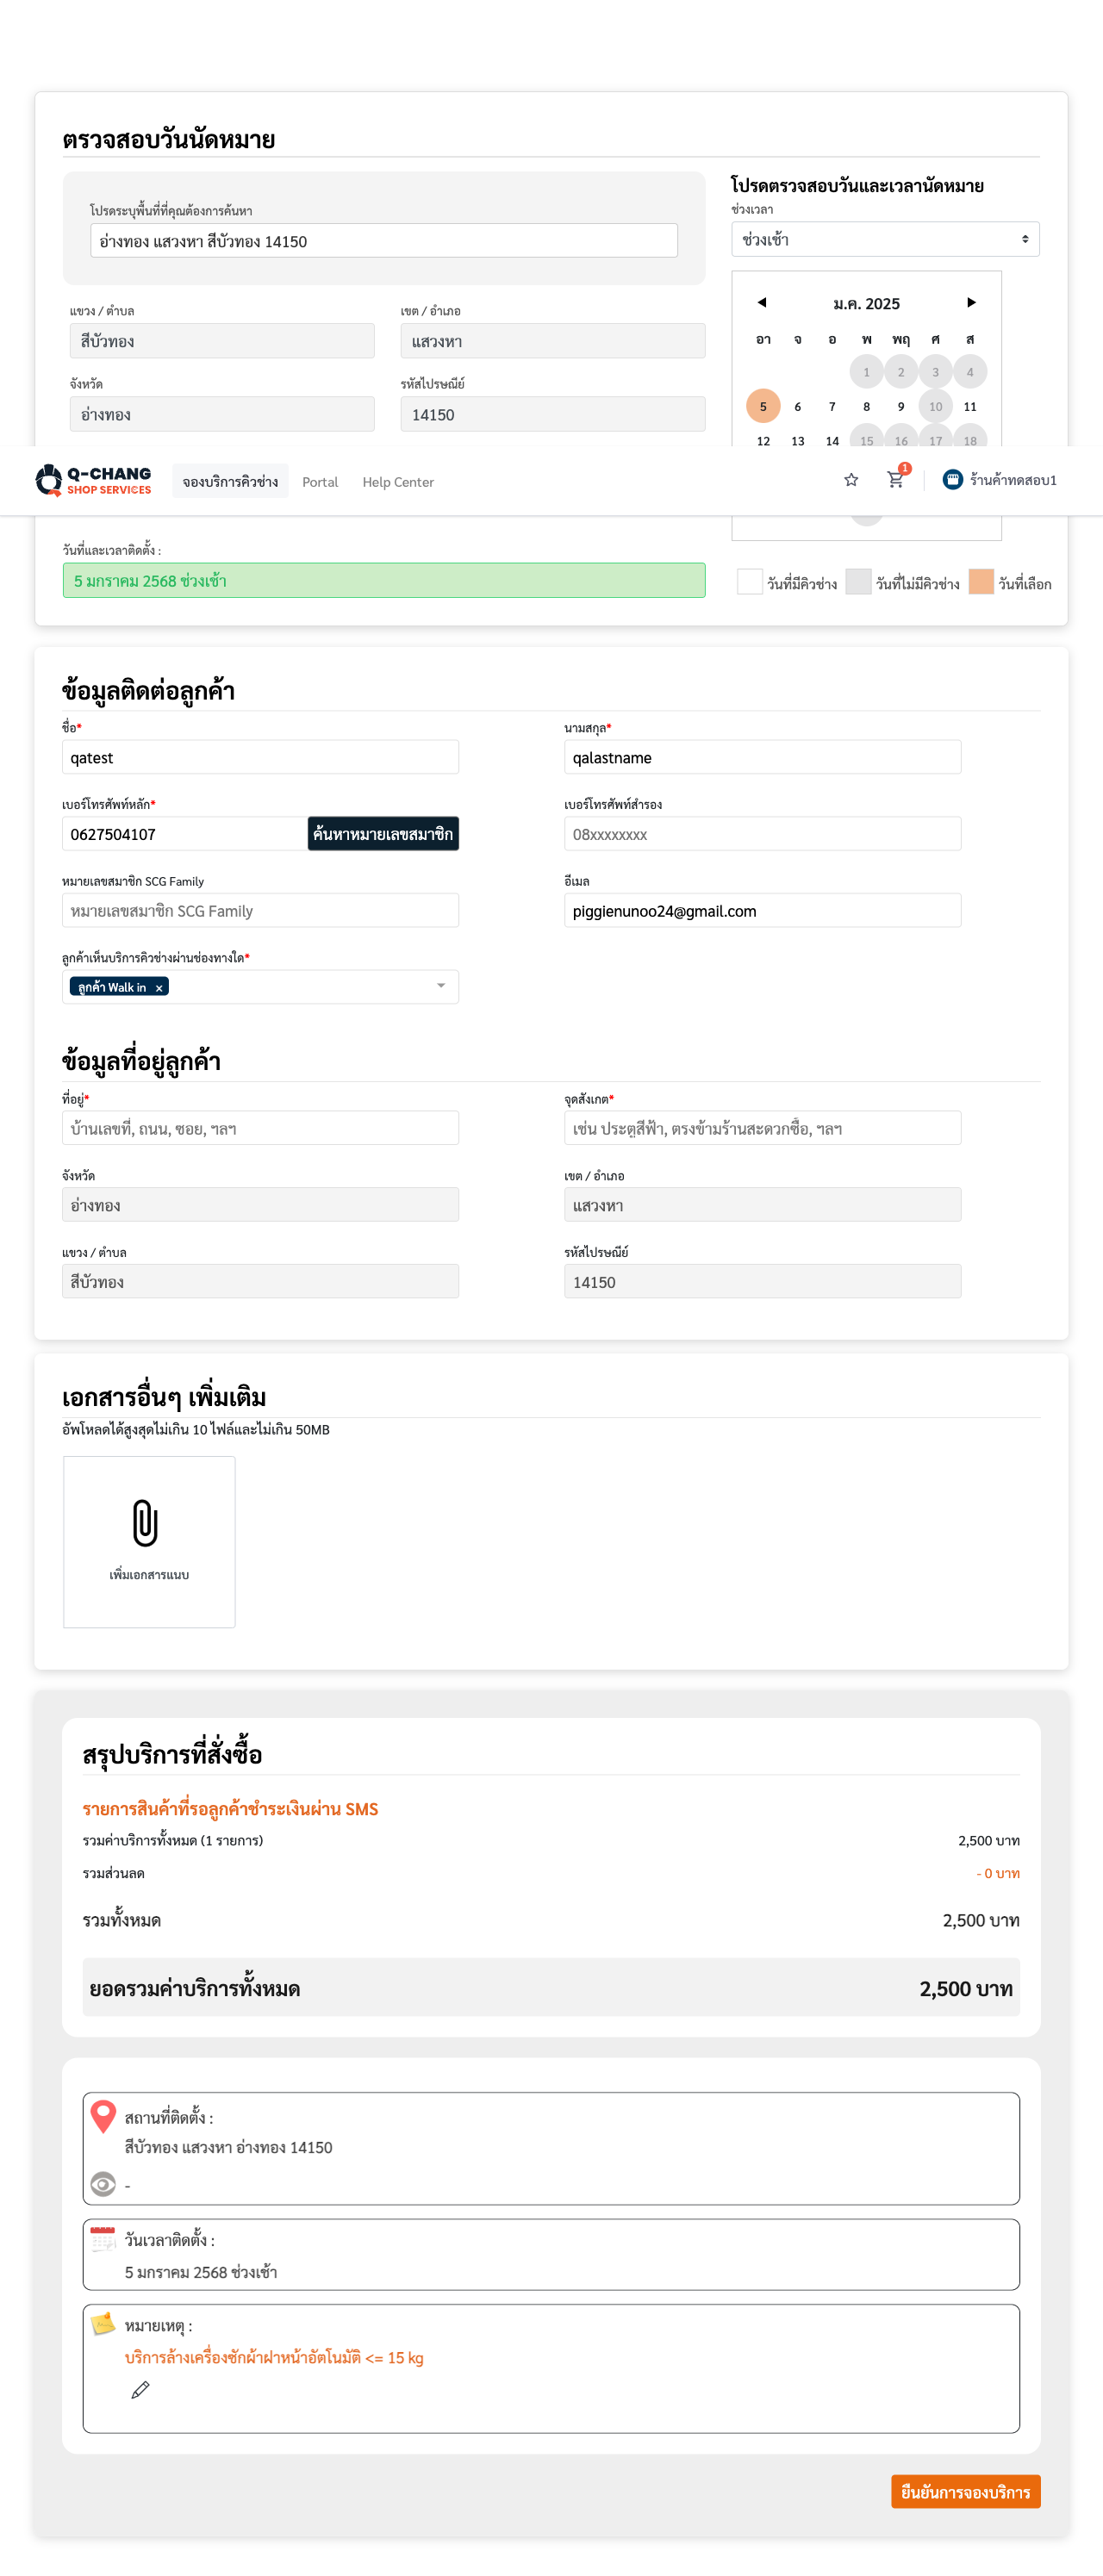 ตรวจสอบวันนัดหมาย
โปรดระบุพื้นที่ที่คุณต้องการค้นหา
อ่างทอง แสวงหา สีบัวทอง 14150
แขวง / ตำบล
เขต / อำเภอ
สีบัวทอง
แสวงหา
จังหวัด
รหัสไปรษณีย์
อ่างทอง
14150
โปรดตรวจสอบวันและเวลานัดหมาย
ช่วงเวลา
ช่วงเช้า
ม.ค. 2025
อา จ อ พ พฤ ศ ส
1 2 3 4
5 6 7 8 9 10 11
12 13 14 15 16 17 18
Q-CHANG
SHOP SERVICES
จองบริการคิวช่าง
Portal
Help Center
1
ร้านค้าทดสอบ1
วันที่และเวลาติดตั้ง :
5 มกราคม 2568 ช่วงเช้า
วันที่มีคิวช่าง
วันที่ไม่มีคิวช่าง
วันที่เลือก
ข้อมูลติดต่อลูกค้า
ชื่อ*
นามสกุล*
qatest
qalastname
เบอร์โทรศัพท์หลัก*
เบอร์โทรศัพท์สำรอง
0627504107
ค้นหาหมายเลขสมาชิก
08xxxxxxxx
หมายเลขสมาชิก SCG Family
อีเมล
หมายเลขสมาชิก SCG Family
piggienunoo24@gmail.com
ลูกค้าเห็นบริการคิวช่างผ่านช่องทางใด*
ลูกค้า Walk in ×
ข้อมูลที่อยู่ลูกค้า
ที่อยู่*
จุดสังเกต*
บ้านเลขที่, ถนน, ซอย, ฯลฯ
เช่น ประตูสีฟ้า, ตรงข้ามร้านสะดวกซื้อ, ฯลฯ
จังหวัด
เขต / อำเภอ
อ่างทอง
แสวงหา
แขวง / ตำบล
รหัสไปรษณีย์
สีบัวทอง
14150
เอกสารอื่นๆ เพิ่มเติม
อัพโหลดได้สูงสุดไม่เกิน 10 ไฟล์และไม่เกิน 50MB
เพิ่มเอกสารแนบ
สรุปบริการที่สั่งซื้อ
รายการสินค้าที่รอลูกค้าชำระเงินผ่าน SMS
รวมค่าบริการทั้งหมด (1 รายการ)
2,500 บาท
รวมส่วนลด
- 0 บาท
รวมทั้งหมด
2,500 บาท
ยอดรวมค่าบริการทั้งหมด
2,500 บาท
สถานที่ติดตั้ง :
สีบัวทอง แสวงหา อ่างทอง 14150
-
วันเวลาติดตั้ง :
5 มกราคม 2568 ช่วงเช้า
หมายเหตุ :
บริการล้างเครื่องซักผ้าฝาหน้าอัตโนมัติ <= 15 kg
ยืนยันการจองบริการ